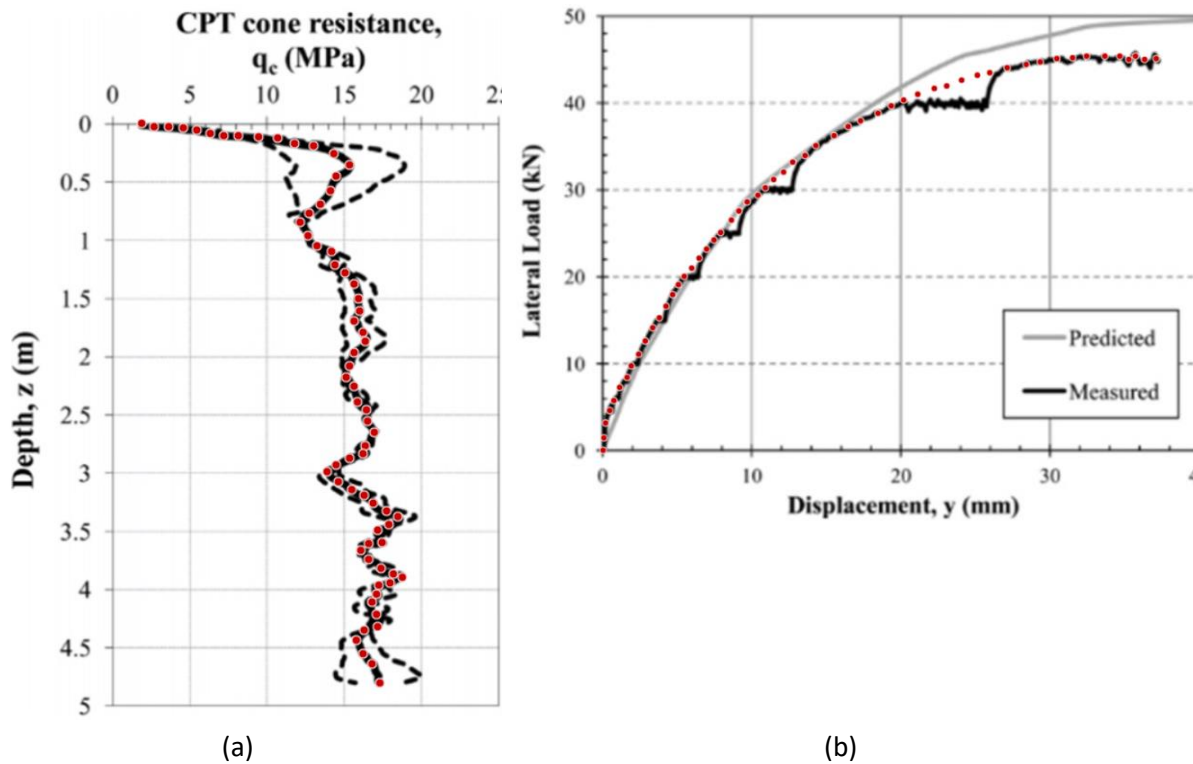 CPT cone resistance,
q_c (MPa)
0 5 10 15 20 2
0
0.5
1
1.5
2
2.5
3
3.5
4
4.5
5
Depth, z (m)
(a)
50
40
30
20
10
0
Lateral Load (kN)
Predicted
Measured
0 10 20 30
Displacement, y (mm)
(b)